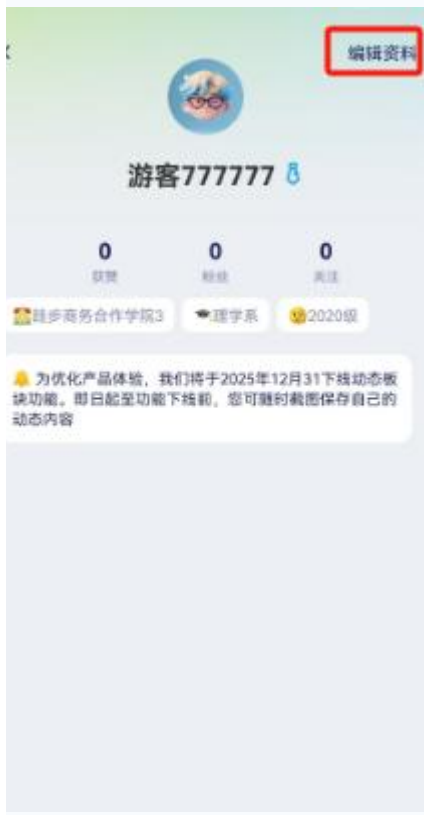 编辑资料
游客777777
0 0 0
获赞 粉丝 关注
跬步商务合作学院3 理学系 2020级
为优化产品体验，我们将于2025年12月31下线动态板
块功能。即日起至功能下线前，您可随时截图保存自己的
动态内容